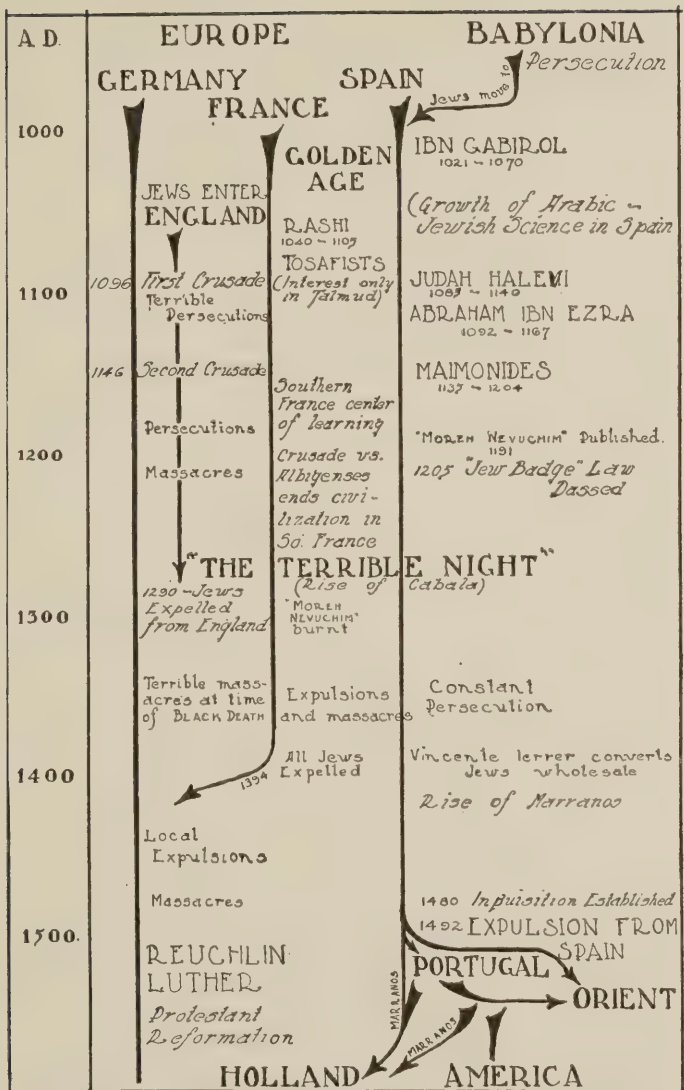 A.D.
EUROPE
BABYLONIA
Persecution
Jews move to
GERMANY
SPAIN
FRANCE
1000
GOLDEN
AGE
IBN GABIROL
1021 - 1070
JEWS ENTER
ENGLAND
(Growth of Arabic -
Jewish Science in Spain
RASHI
1040 - 1105
TOSAFISTS
(Interest only
in Talmud)
1096
First Crusade
Terrible
Persecutions
1100
JUDAH HALEVI
1085 - 1140
ABRAHAM IBN EZRA
1092 - 1167
1146
Second Crusade
MAIMONIDES
1135 - 1204
Southern
France center
of learning
Persecutions
1200
Massacres
Crusade vs.
Albigenses
ends civi-
lization in
So. France
"MOREH NEVUCHIM" Published.
1191
1205 "Jew Badge" Law
Passed
"THE TERRIBLE NIGHT"
(Rise of Cabala)
1290-Jews
Expelled
from England
"MOREH
NEVUCHIM"
burnt
1300
Terrible mass-
acres at time
of BLACK DEATH
Expulsions
and massacres
Constant
Persecution
1400
1394
All Jews
Expelled
Vincente Ferrer converts
Jews wholesale
Rise of Marranos
Local
Expulsions
Massacres
1480 Inquisition Established
1492 EXPULSION FROM
SPAIN
1500.
REUCHLIN
LUTHER
PORTUGAL
ORIENT
Protestant
Reformation
MARRANOS
MARRANOS
HOLLAND
AMERICA